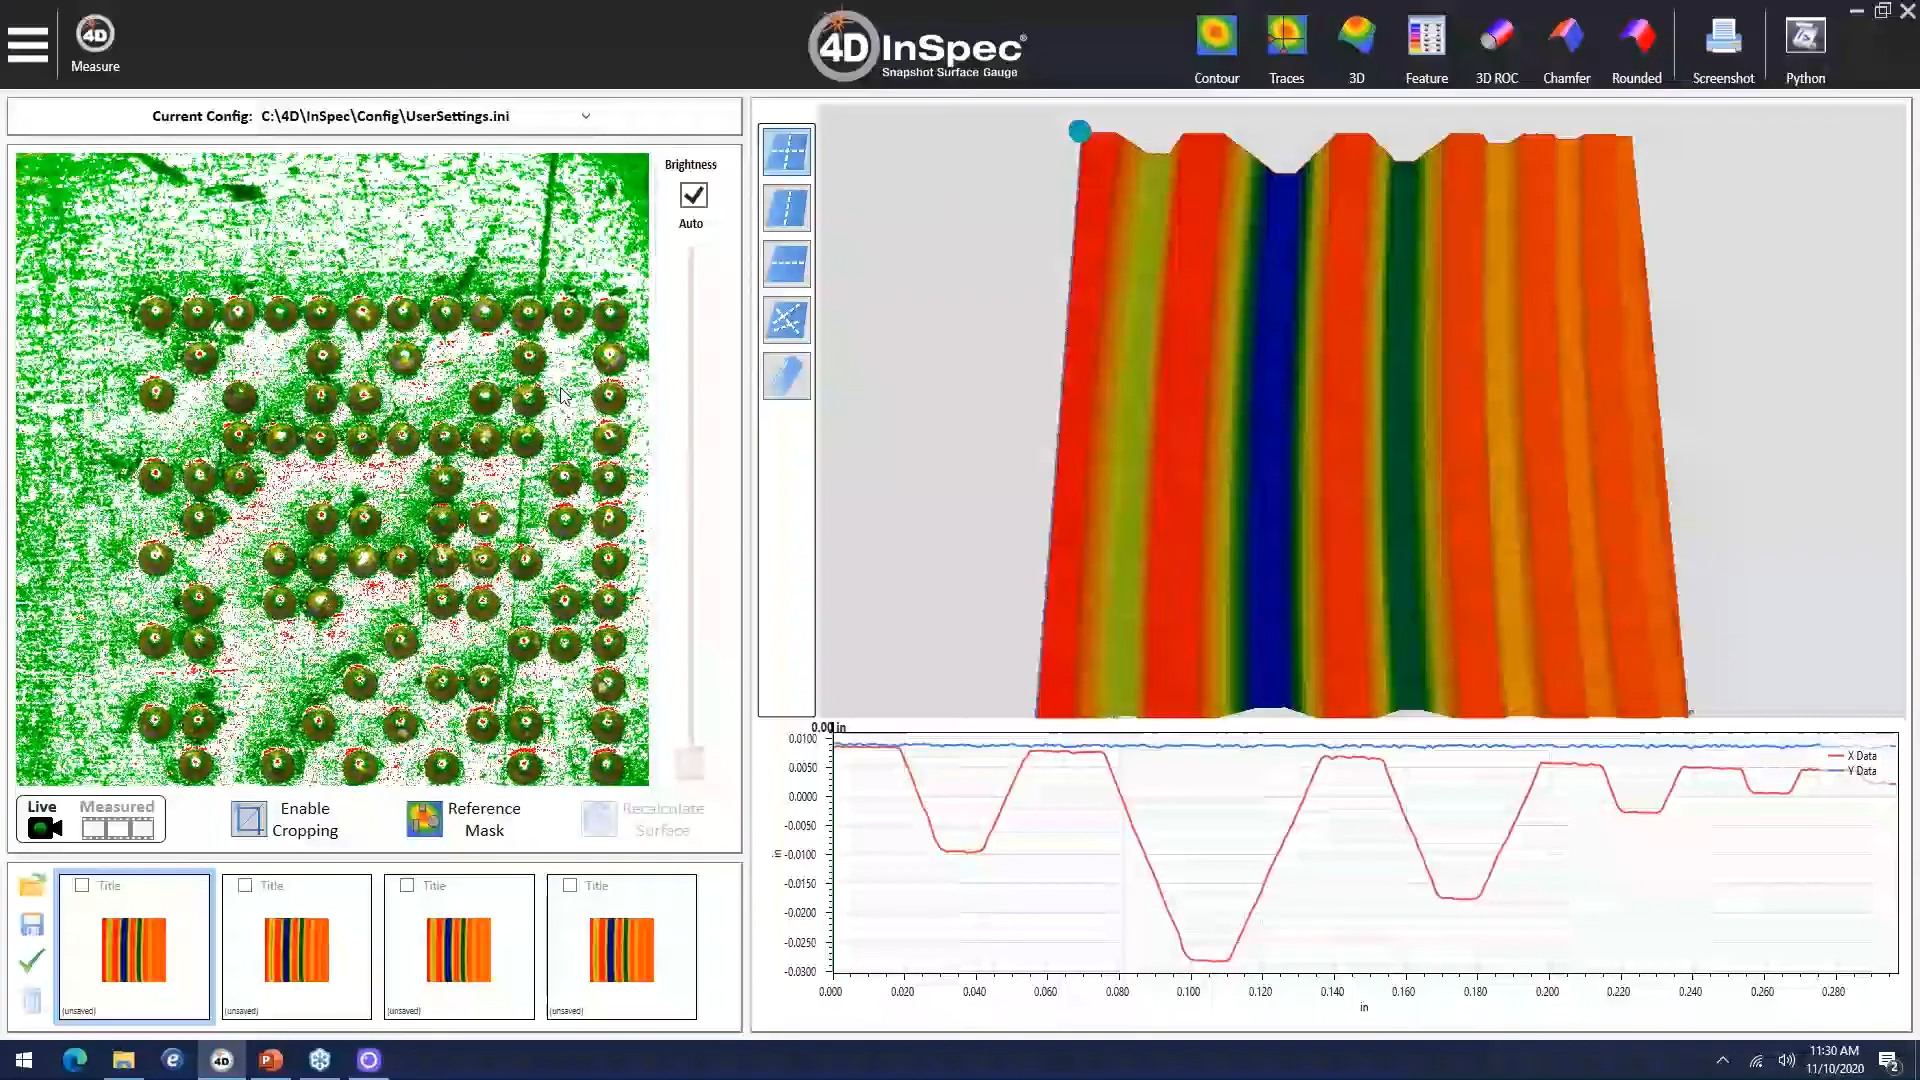 4D
Measure
4D InSpec®
Snapshot Surface Gauge
Contour
Traces
3D
Feature
3D ROC
Chamfer
Rounded
Screenshot
Python
Current Config: C:\4D\InSpec\Config\UserSettings.ini
Brightness
Auto
Live
Measured
Enable
Cropping
Reference
Mask
Recalculate
Surface
Title
(unsaved)
Title
(unsaved)
Title
(unsaved)
Title
(unsaved)
in
0.0100
0.0050
0.0000
-0.0050
-0.0100
-0.0150
-0.0200
-0.0250
-0.0300
in
X Data
Y Data
0.000 0.020 0.040 0.060 0.080 0.100 0.120 0.140 0.160 0.180 0.200 0.220 0.240 0.260 0.280
in
4D
11:30 AM
11/10/2020
2